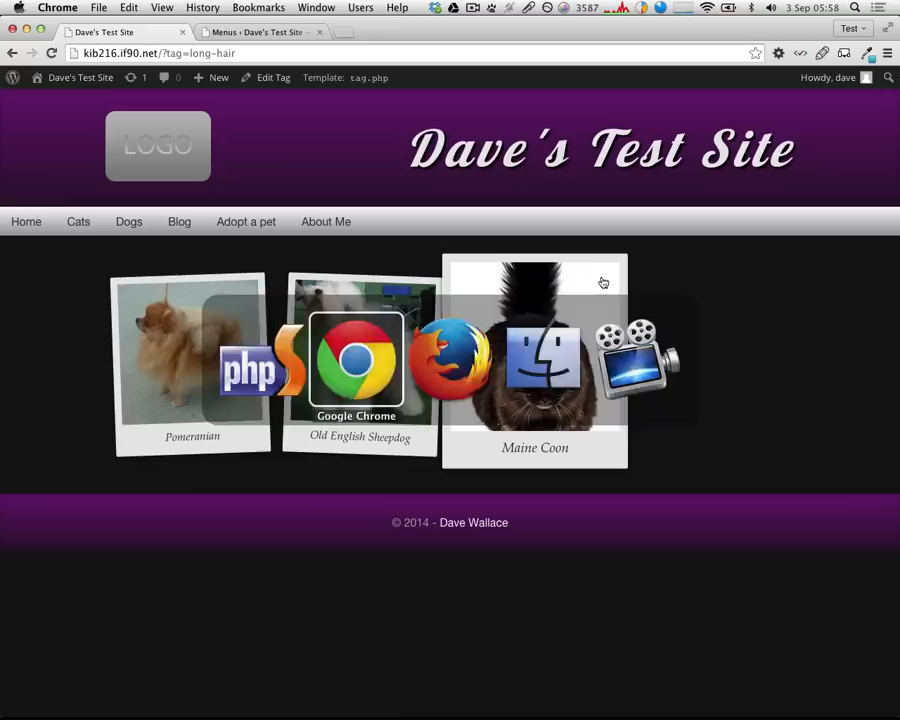 Chrome File Edit View History Bookmarks Window Users Help 3587 3 Sep 05:58
Dave's Test Site
Menus ‹ Dave's Test Site
Test
kib216.if90.net/?tag=long-hair
Dave's Test Site 1 0 New Edit Tag Template: tag.php Howdy, dave
LOGO
Dave's Test Site
Home Cats Dogs Blog Adopt a pet About Me
php S
Google Chrome
Pomeranian
Old English Sheepdog
Maine Coon
© 2014 - Dave Wallace